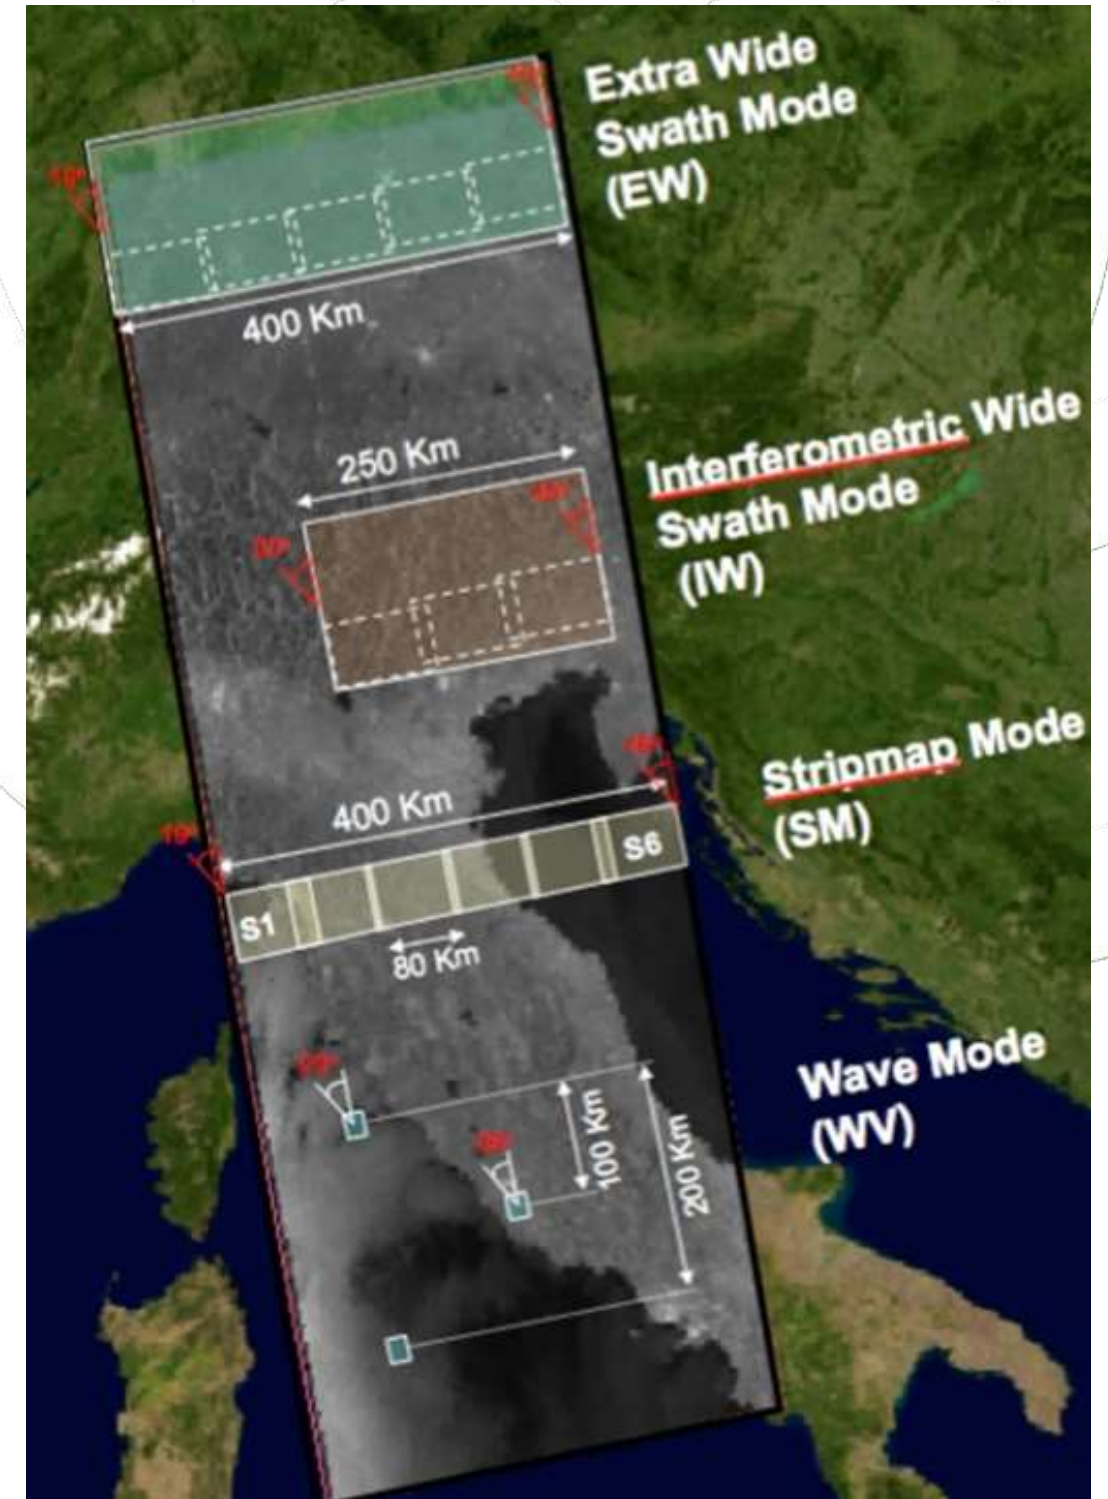 Extra Wide
Swath Mode
(EW)
400 Km
250 Km
Interferometric Wide
Swath Mode
(IW)
Stripmap Mode
(SM)
400 Km
19°
S1
S6
80 Km
Wave Mode
(WV)
100 Km
200 Km